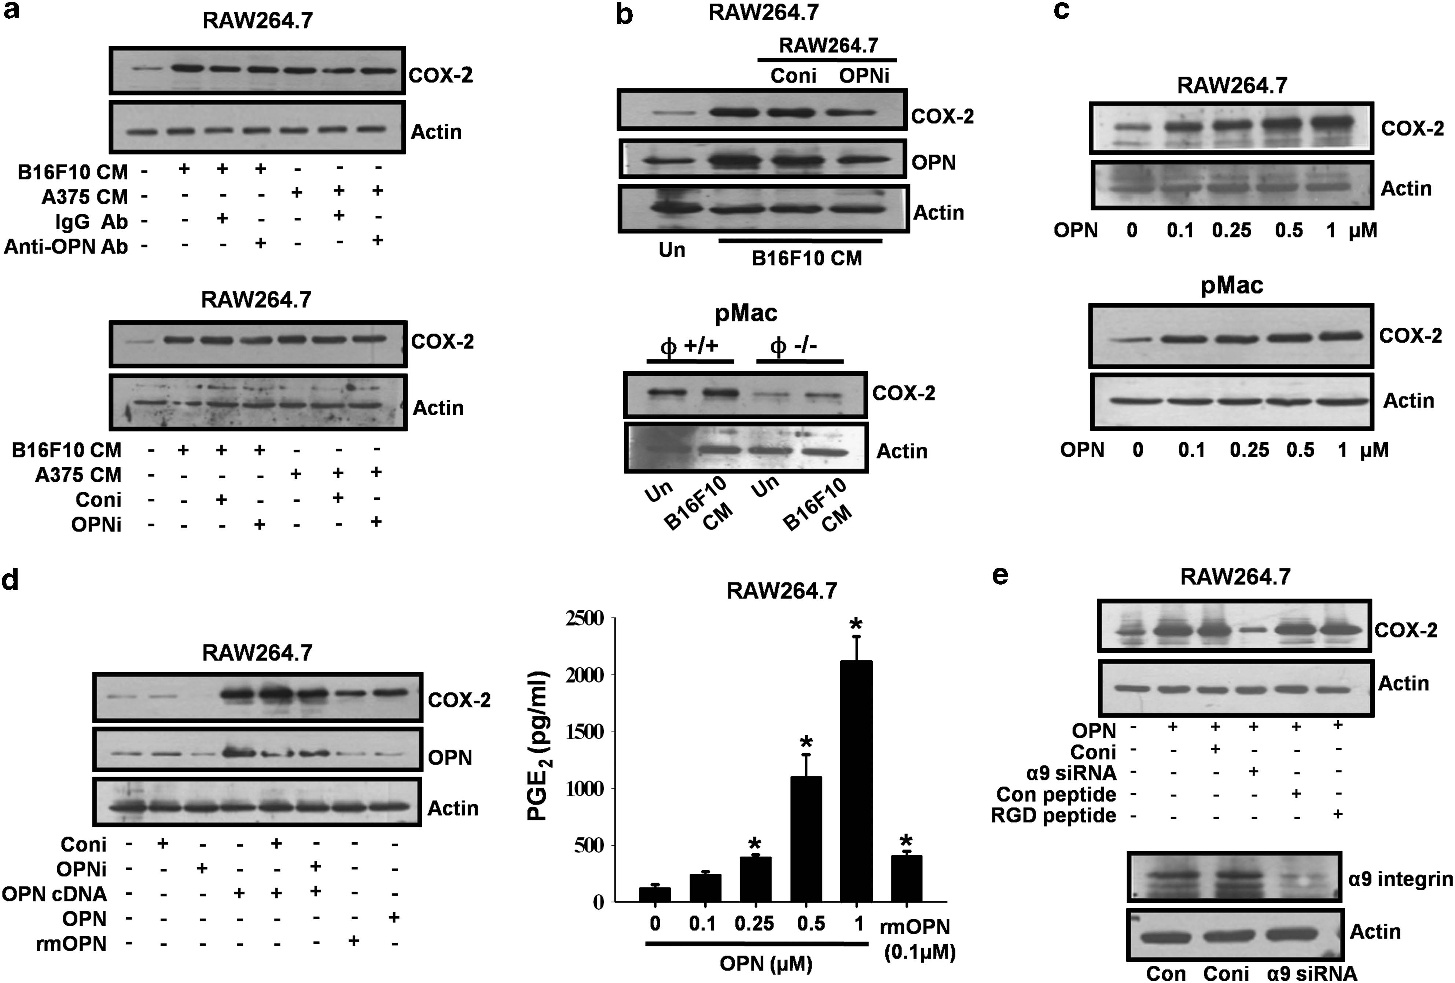 a
RAW264.7
COX-2
Actin
B16F10 CM - + + + - - -
A375 CM - - - - + + +
IgG Ab - - + - - + -
Anti-OPN Ab - - - + - - +
RAW264.7
COX-2
Actin
B16F10 CM - + + + - - -
A375 CM - - - - + + +
Coni - - + - - + -
OPNi - - - + - - +
b
RAW264.7
RAW264.7
Coni OPNi
COX-2
OPN
Actin
Un
B16F10 CM
pMac
ϕ +/+ ϕ -/-
COX-2
Actin
Un B16F10 CM Un B16F10 CM
c
RAW264.7
COX-2
Actin
OPN 0 0.1 0.25 0.5 1 µM
pMac
COX-2
Actin
OPN 0 0.1 0.25 0.5 1 µM
d
RAW264.7
COX-2
OPN
Actin
Coni - + - - + - - -
OPNi - - + - - + - -
OPN cDNA - - - + + + - -
OPN - - - - - - - +
rmOPN - - - - - - + -
RAW264.7
PGE2 (pg/ml)
2500
2000
1500
1000
500
0
* * * *
0 0.1 0.25 0.5 1 rmOPN
(0.1µM)
OPN (µM)
e
RAW264.7
COX-2
Actin
OPN - + + + + +
Coni - - + - - -
α9 siRNA - - - + - -
Con peptide - - - - + -
RGD peptide - - - - - +
α9 integrin
Actin
Con Coni α9 siRNA